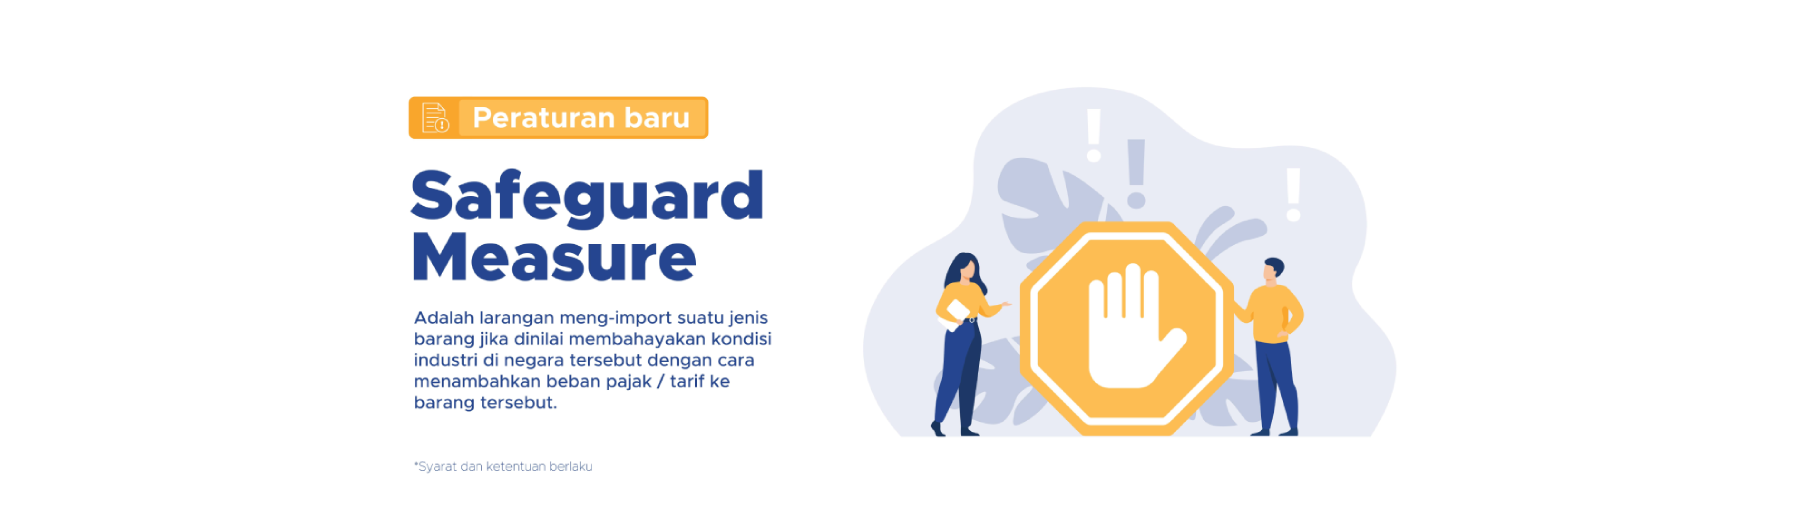 Peraturan baru
Safeguard
Measure
Adalah larangan meng-import suatu jenis
barang jika dinilai membahayakan kondisi
industri di negara tersebut dengan cara
menambahkan beban pajak / tarif ke
barang tersebut.
*Syarat dan ketentuan berlaku